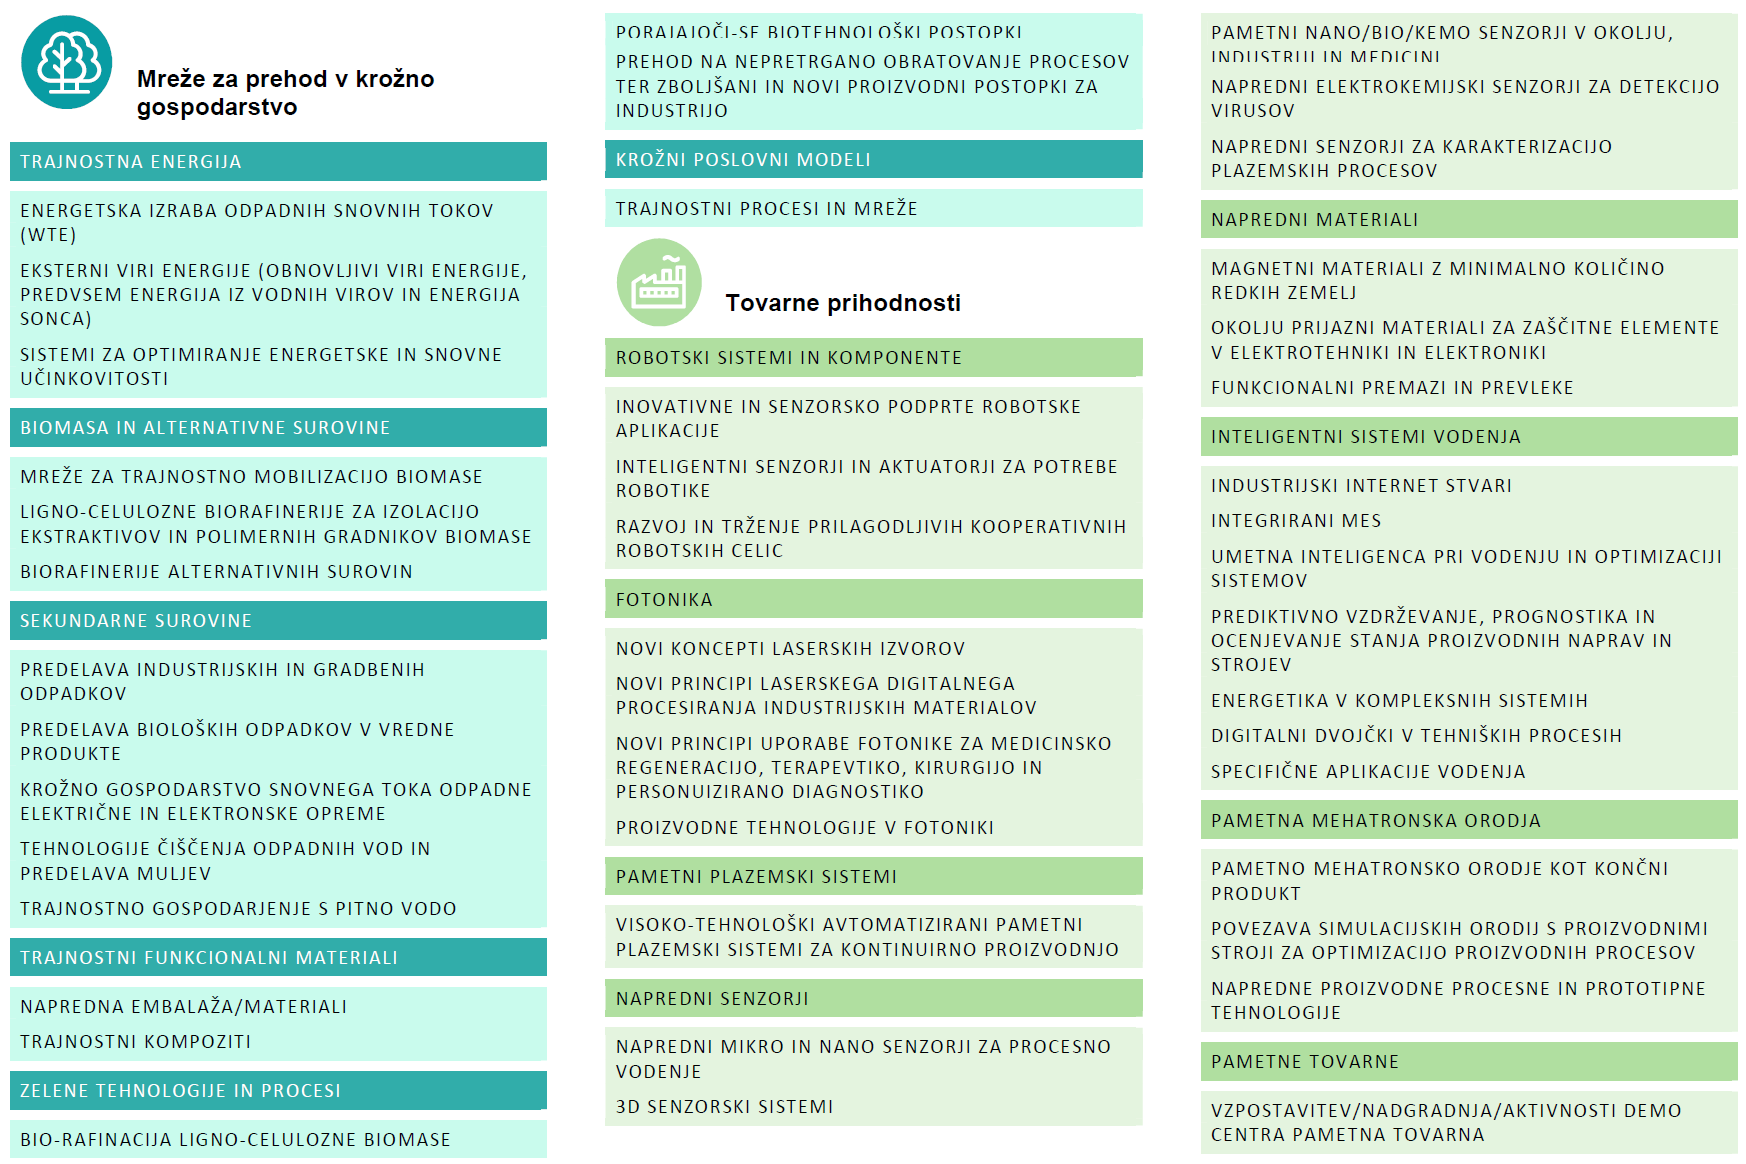 Mreže za prehod v krožno
gospodarstvo
TRAJNOSTNA ENERGIJA
ENERGETSKA IZRABA ODPADNIH SNOVNIH TOKOV
(WTE)
EKSTERNI VIRI ENERGIJE (OBNOVLJIVI VIRI ENERGIJE,
PREDVSEM ENERGIJA IZ VODNIH VIROV IN ENERGIJA
SONCA)
SISTEMI ZA OPTIMIRANJE ENERGETSKE IN SNOVNE
UČINKOVITOSTI
BIOMASA IN ALTERNATIVNE SUROVINE
MREŽE ZA TRAJNOSTNO MOBILIZACIJO BIOMASE
LIGNO-CELULOZNE BIORAFINERIJE ZA IZOLACIJO
EKSTRAKTIVOV IN POLIMERNIH GRADNIKOV BIOMASE
BIORAFINERIJE ALTERNATIVNIH SUROVIN
SEKUNDARNE SUROVINE
PREDELAVA INDUSTRIJSKIH IN GRADBENIH
ODPADKOV
PREDELAVA BIOLOŠKIH ODPADKOV V VREDNE
PRODUKTE
KROŽNO GOSPODARSTVO SNOVNEGA TOKA ODPADNE
ELEKTRIČNE IN ELEKTRONSKE OPREME
TEHNOLOGIJE ČIŠČENJA ODPADNIH VOD IN
PREDELAVA MULJEV
TRAJNOSTNO GOSPODARJENJE S PITNO VODO
TRAJNOSTNI FUNKCIONALNI MATERIALI
NAPREDNA EMBALAŽA/MATERIALI
TRAJNOSTNI KOMPOZITI
ZELENE TEHNOLOGIJE IN PROCESI
BIO-RAFINACIJA LIGNO-CELULOZNE BIOMASE
PORAJAJOČI-SE BIOTEHNOLOŠKI POSTOPKI
PREHOD NA NEPRETRGANO OBRATOVANJE PROCESOV
TER ZBOLJŠANI IN NOVI PROIZVODNI POSTOPKI ZA
INDUSTRIJO
KROŽNI POSLOVNI MODELI
TRAJNOSTNI PROCESI IN MREŽE
Tovarne prihodnosti
ROBOTSKI SISTEMI IN KOMPONENTE
INOVATIVNE IN SENZORSKO PODPRTE ROBOTSKE
APLIKACIJE
INTELIGENTNI SENZORJI IN AKTUATORJI ZA POTREBE
ROBOTIKE
RAZVOJ IN TRŽENJE PRILAGODLJIVIH KOOPERATIVNIH
ROBOTSKIH CELIC
FOTONIKA
NOVI KONCEPTI LASERSKIH IZVOROV
NOVI PRINCIPI LASERSKEGA DIGITALNEGA
PROCESIRANJA INDUSTRIJSKIH MATERIALOV
NOVI PRINCIPI UPORABE FOTONIKE ZA MEDICINSKO
REGENERACIJO, TERAPEVTIKO, KIRURGIJO IN
PERSONUIZIRANO DIAGNOSTIKO
PROIZVODNE TEHNOLOGIJE V FOTONIKI
PAMETNI PLAZEMSKI SISTEMI
VISOKO-TEHNOLOŠKI AVTOMATIZIRANI PAMETNI
PLAZEMSKI SISTEMI ZA KONTINUIRNO PROIZVODNJO
NAPREDNI SENZORJI
NAPREDNI MIKRO IN NANO SENZORJI ZA PROCESNO
VODENJE
3D SENZORSKI SISTEMI
PAMETNI NANO/BIO/KEMO SENZORJI V OKOLJU,
INDUSTRIJI IN MEDICINI
NAPREDNI ELEKTROKEMIJSKI SENZORJI ZA DETEKCIJO
VIRUSOV
NAPREDNI SENZORJI ZA KARAKTERIZACIJO
PLAZEMSKIH PROCESOV
NAPREDNI MATERIALI
MAGNETNI MATERIALI Z MINIMALNO KOLIČINO
REDKIH ZEMELJ
OKOLJU PRIJAZNI MATERIALI ZA ZAŠČITNE ELEMENTE
V ELEKTROTEHNIKI IN ELEKTRONIKI
FUNKCIONALNI PREMAZI IN PREVLEKE
INTELIGENTNI SISTEMI VODENJA
INDUSTRIJSKI INTERNET STVARI
INTEGRIRANI MES
UMETNA INTELIGENCA PRI VODENJU IN OPTIMIZACIJI
SISTEMOV
PREDIKTIVNO VZDRŽEVANJE, PROGNOSTIKA IN
OCENJEVANJE STANJA PROIZVODNIH NAPRAV IN
STROJEV
ENERGETIKA V KOMPLEKSNIH SISTEMIH
DIGITALNI DVOJČKI V TEHNIŠKIH PROCESIH
SPECIFIČNE APLIKACIJE VODENJA
PAMETNA MEHATRONSKA ORODJA
PAMETNO MEHATRONSKO ORODJE KOT KONČNI
PRODUKT
POVEZAVA SIMULACIJSKIH ORODIJ S PROIZVODNIMI
STROJI ZA OPTIMIZACIJO PROIZVODNIH PROCESOV
NAPREDNE PROIZVODNE PROCESNE IN PROTOTIPNE
TEHNOLOGIJE
PAMETNE TOVARNE
VZPOSTAVITEV/NADGRADNJA/AKTIVNOSTI DEMO
CENTRA PAMETNA TOVARNA